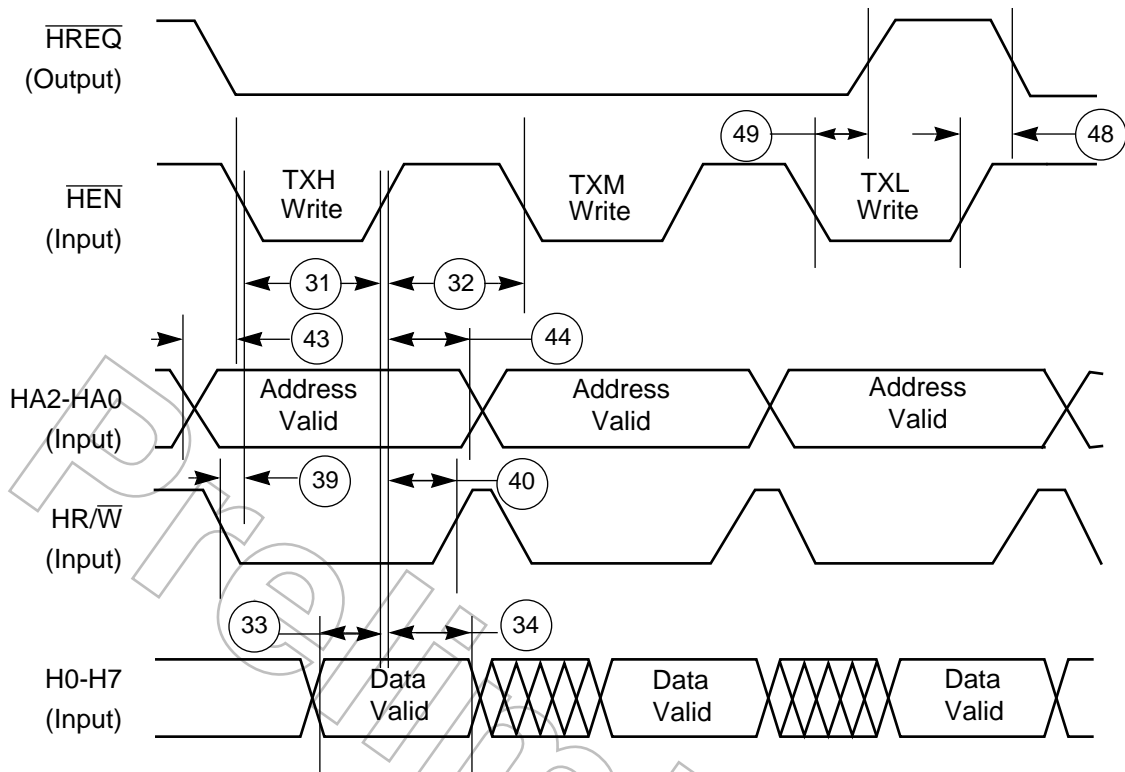 HREQ
(Output)
49
48
HEN
(Input)
TXH
Write
TXM
Write
TXL
Write
31
32
43
44
HA2-HA0
(Input)
Address
Valid
Address
Valid
Address
Valid
39
40
HR/W
(Input)
33
34
H0-H7
(Input)
Data
Valid
Data
Valid
Data
Valid